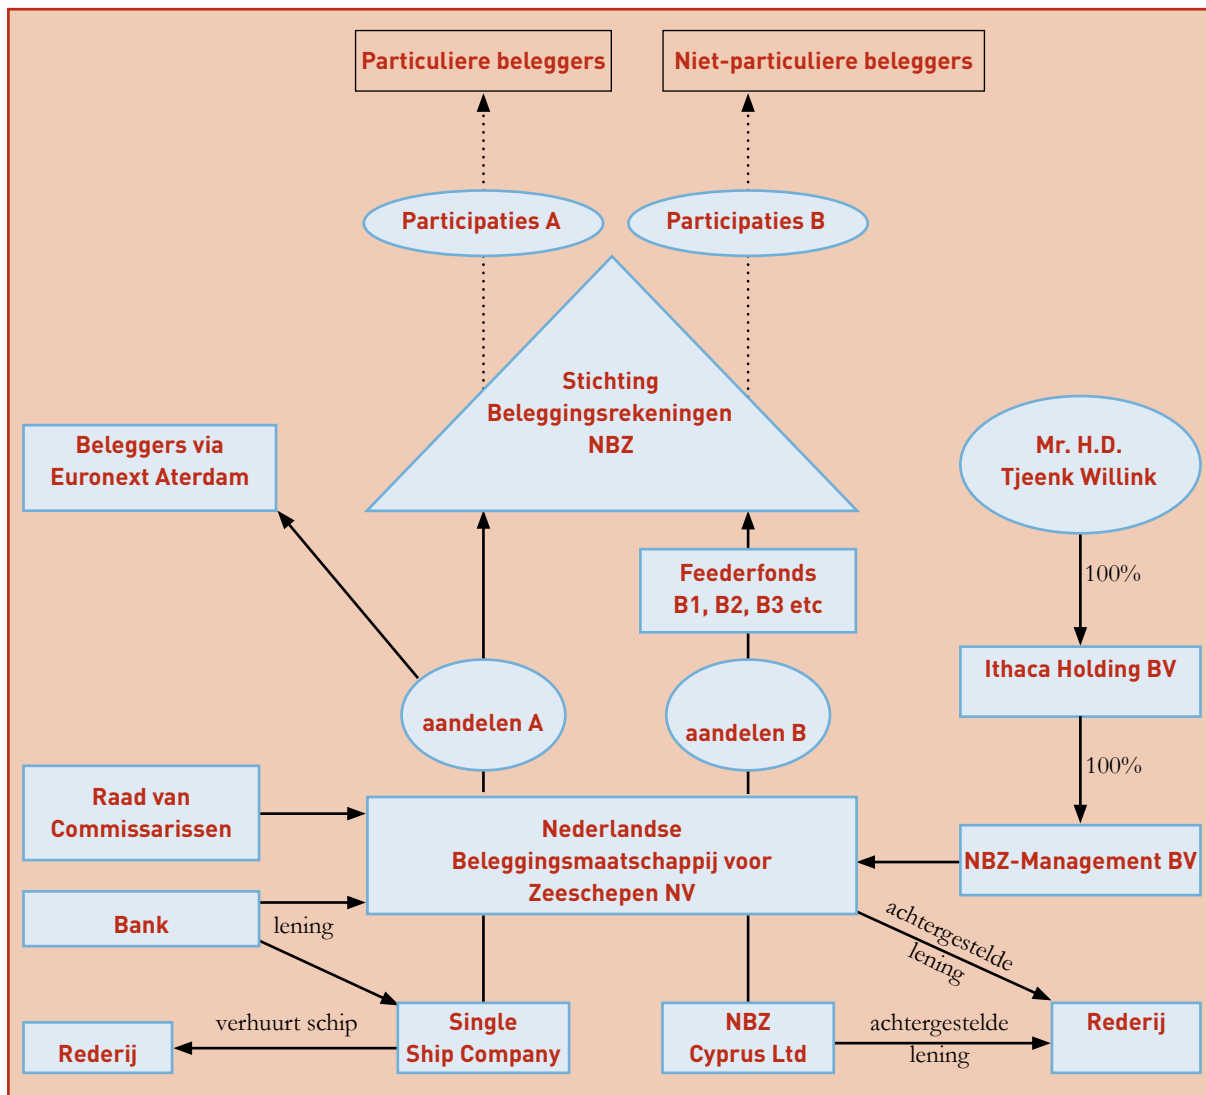 Particuliere beleggers
Niet-particuliere beleggers
Participaties A
Participaties B
Stichting
Beleggingsrekeningen
NBZ
Beleggers via
Euronext Aterdam
Mr. H.D.
Tjeenk Willink
100%
Feederfonds
B1, B2, B3 etc
Ithaca Holding BV
aandelen A
aandelen B
100%
Raad van
Commissarissen
Nederlandse
Beleggingsmaatschappij voor
Zeeschepen NV
NBZ-Management BV
Bank
lening
achtergestelde
lening
Single
Ship Company
verhuurt schip
Rederij
NBZ
Cyprus Ltd
achtergestelde
lening
Rederij